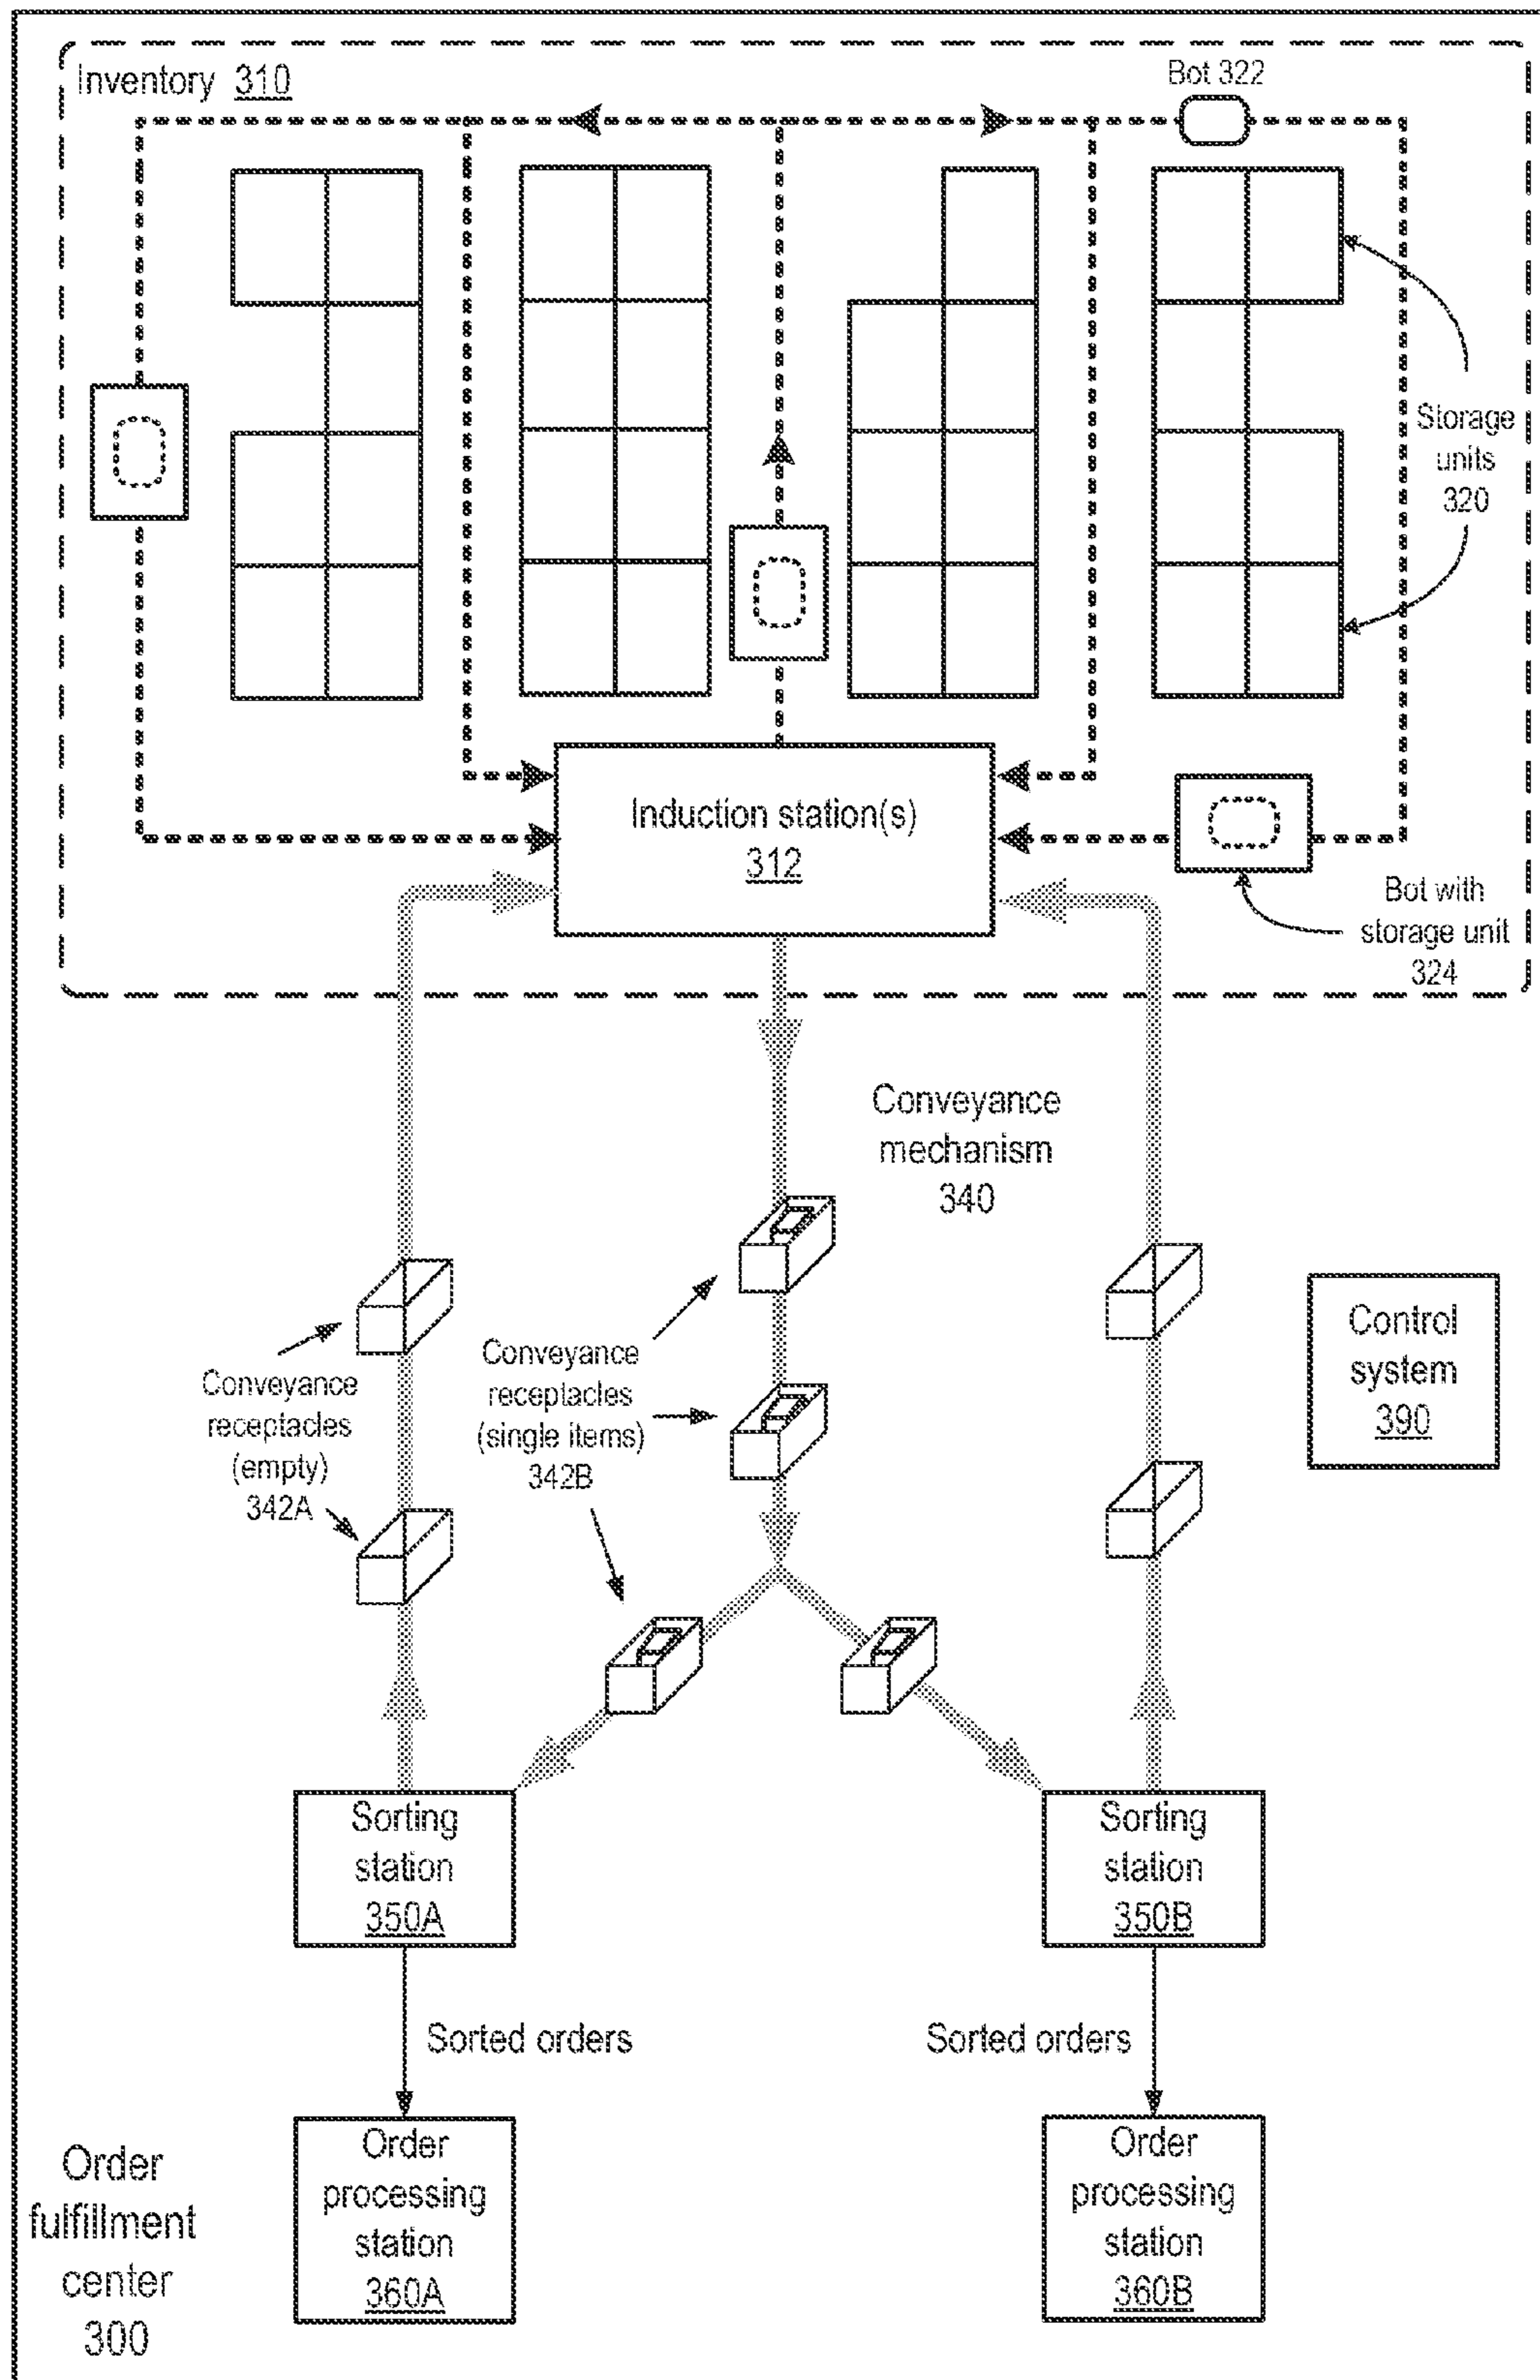 Inventory 310
Bot 322
Storage
units
320
Induction station(s)
312
Bot with
storage unit
324
Conveyance
mechanism
340
Conveyance
receptacles
(empty)
342A
Conveyance
receptacles
(single items)
342B
Control
system
390
Sorting
station
350A
Sorting
station
350B
Sorted orders
Sorted orders
Order
processing
station
360A
Order
processing
station
360B
Order
fulfillment
center
300